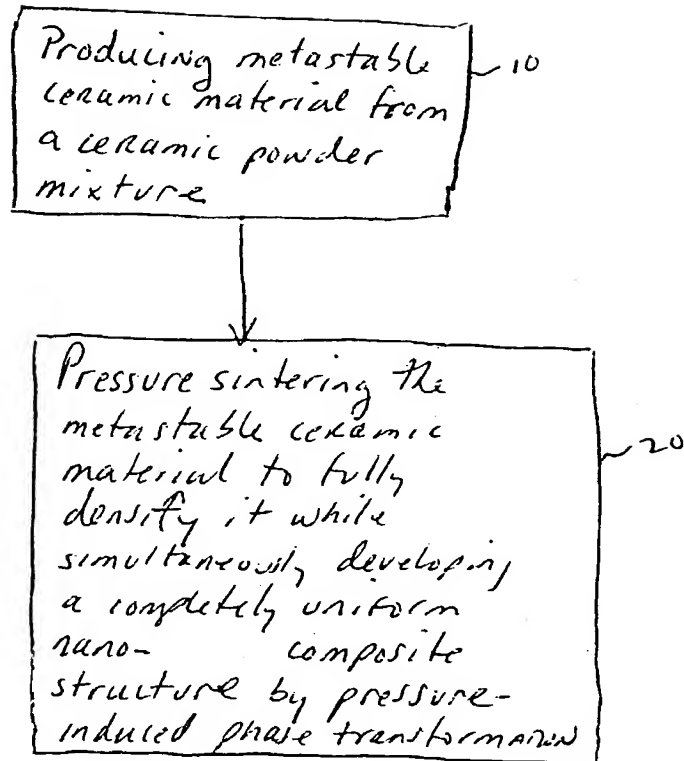 Producing metastable
ceramic material from
a ceramic powder
mixture
10
Pressure sintering the
metastable ceramic
material to fully
densify it while
simultaneously developing
a completely uniform
nano- composite
structure by pressure-
induced phase transformation
20